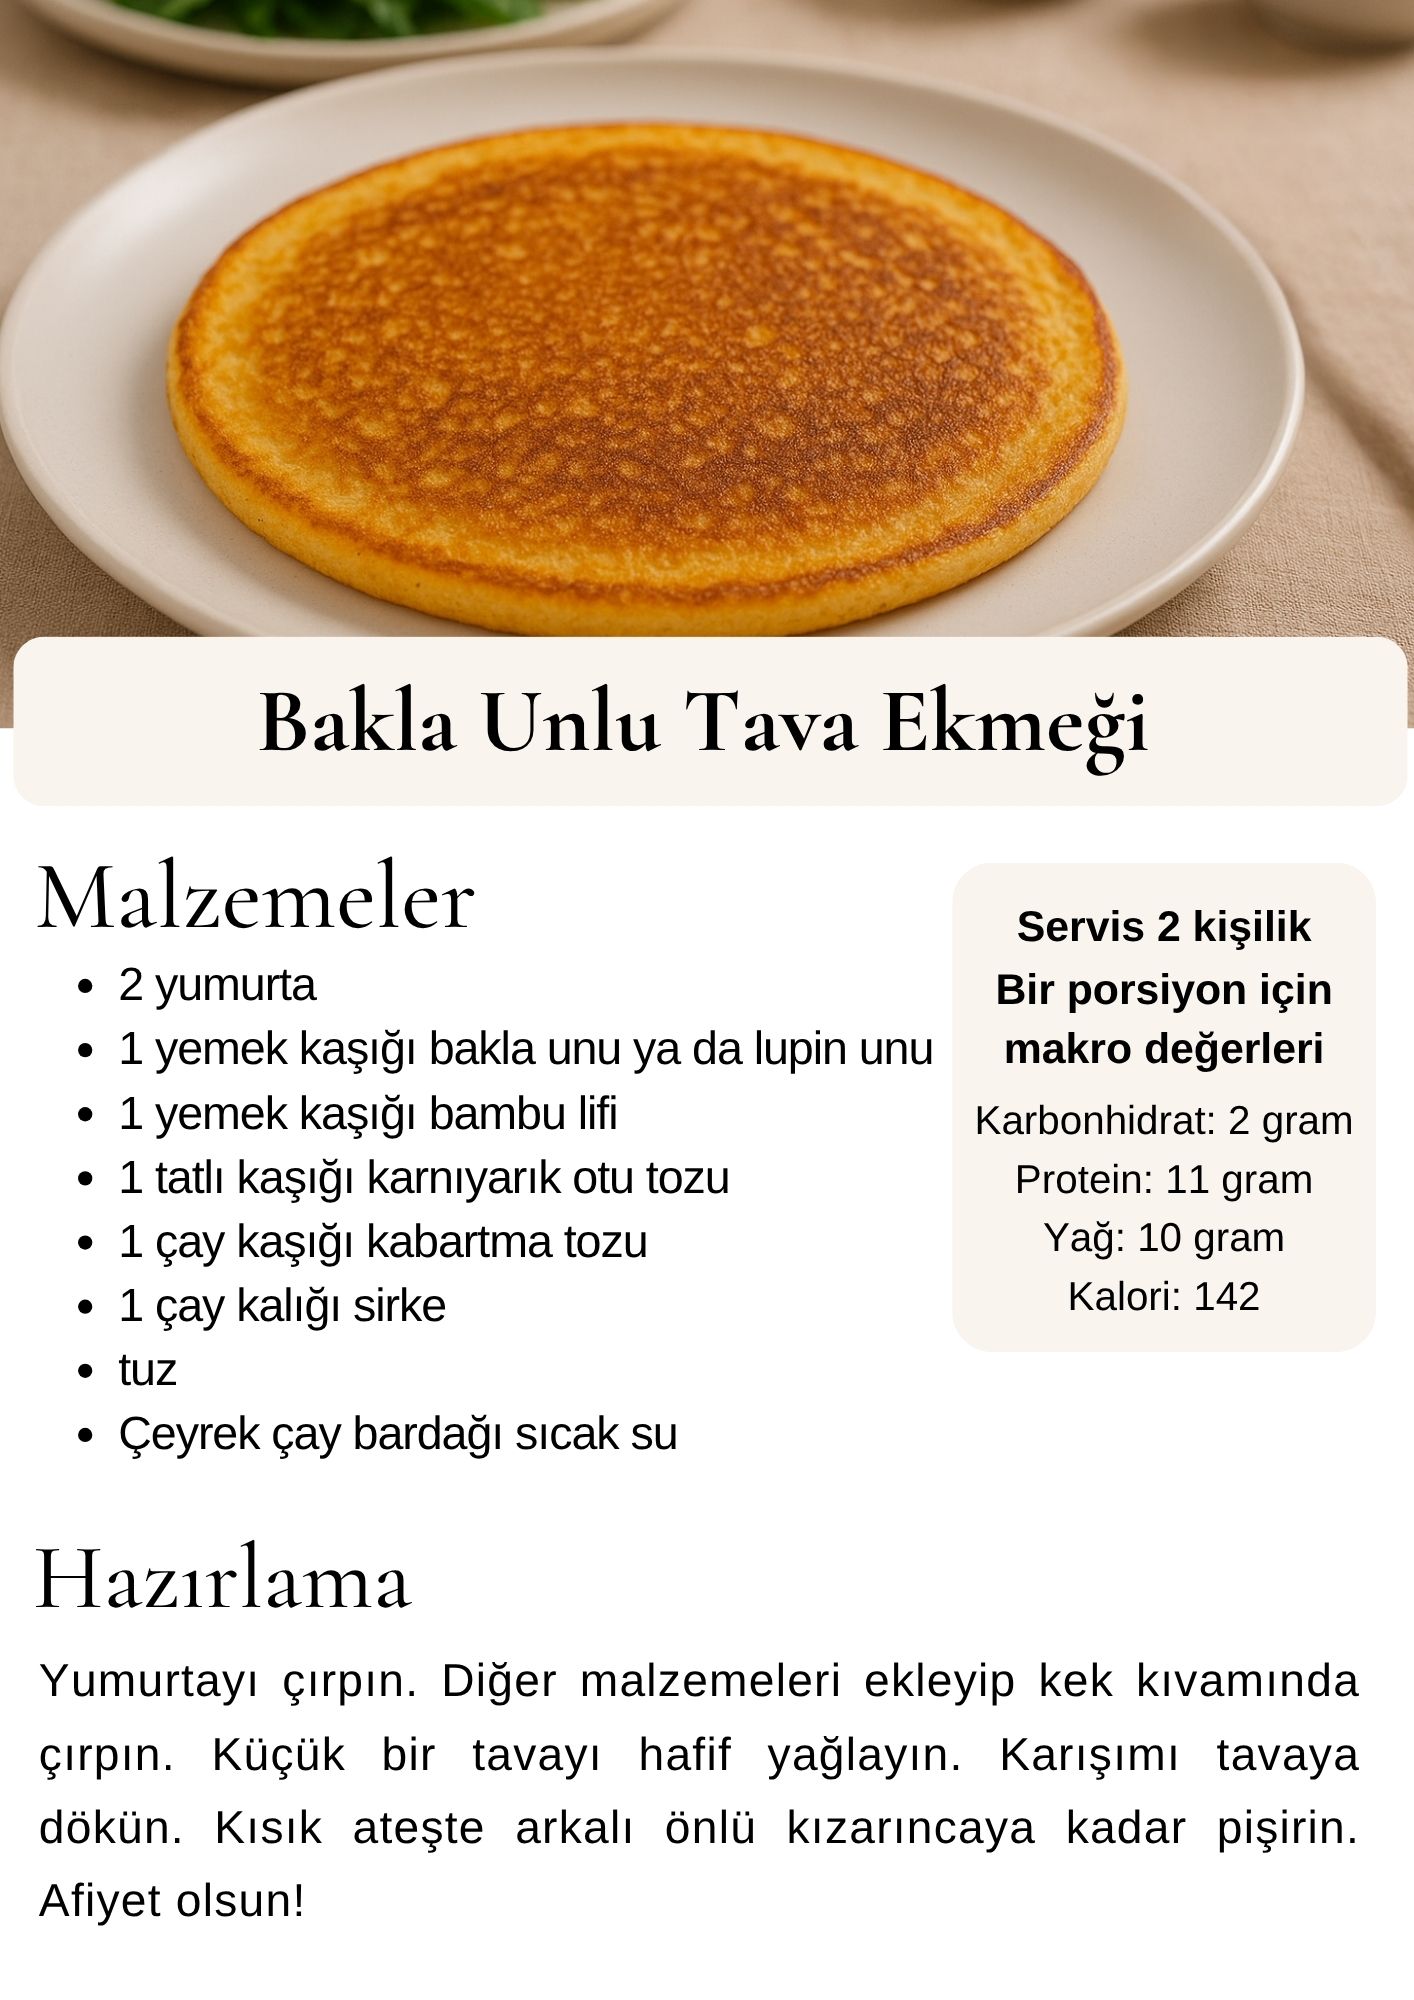 Bakla Unlu Tava Ekmeği
Malzemeler
• 2 yumurta
• 1 yemek kaşığı bakla unu ya da lupin unu
• 1 yemek kaşığı bambu lifi
• 1 tatlı kaşığı karnıyarık otu tozu
• 1 çay kaşığı kabartma tozu
• 1 çay kalığı sirke
• tuz
• Çeyrek çay bardağı sıcak su
Servis 2 kişilik
Bir porsiyon için
makro değerleri
Karbonhidrat: 2 gram
Protein: 11 gram
Yağ: 10 gram
Kalori: 142
Hazırlama
Yumurtayı çırpın. Diğer malzemeleri ekleyip kek kıvamında
çırpın. Küçük bir tavayı hafif yağlayın. Karışımı tavaya
dökün. Kısık ateşte arkalı önlü kızarıncaya kadar pişirin.
Afiyet olsun!